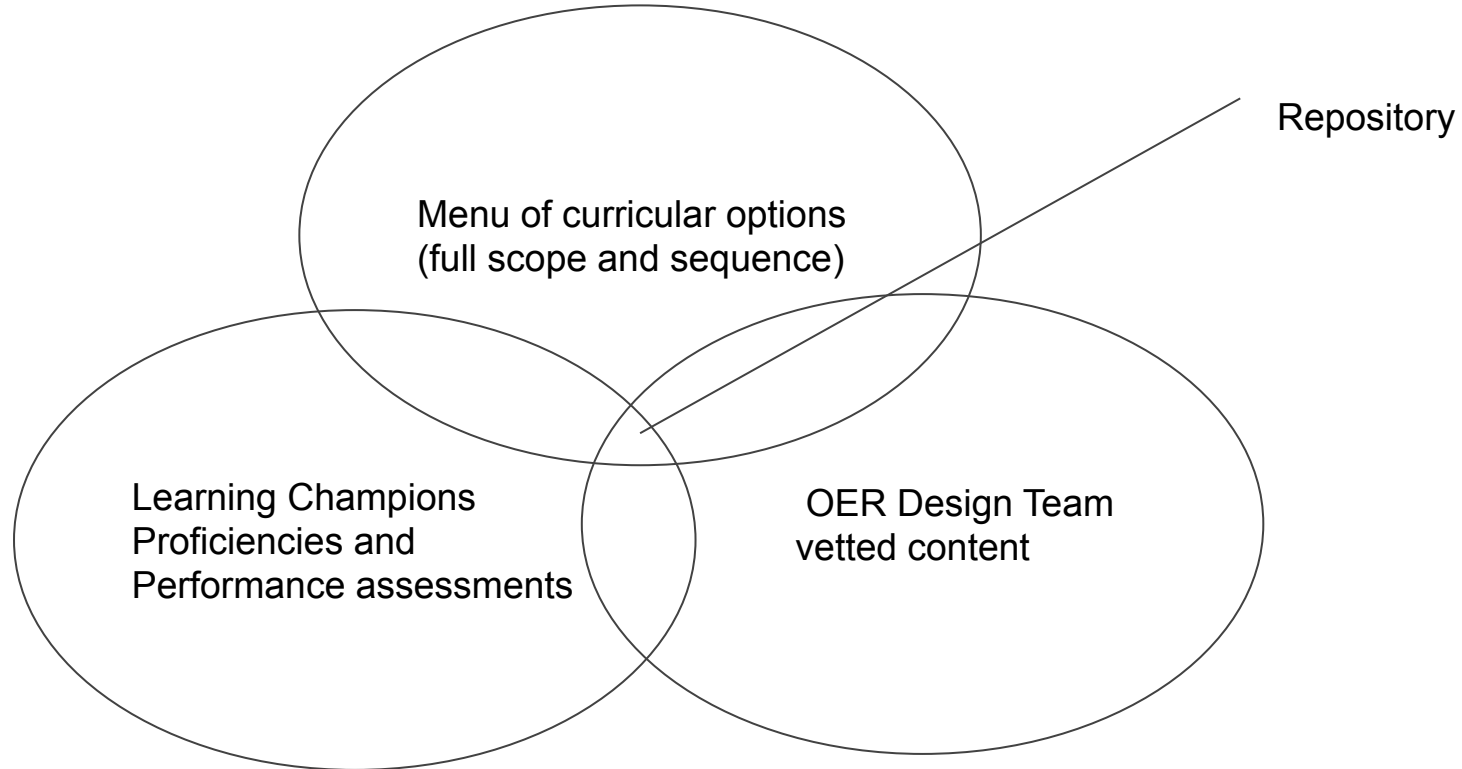 Repository
Menu of curricular options
(full scope and sequence)
Learning Champions
Proficiencies and
Performance assessments
OER Design Team
vetted content